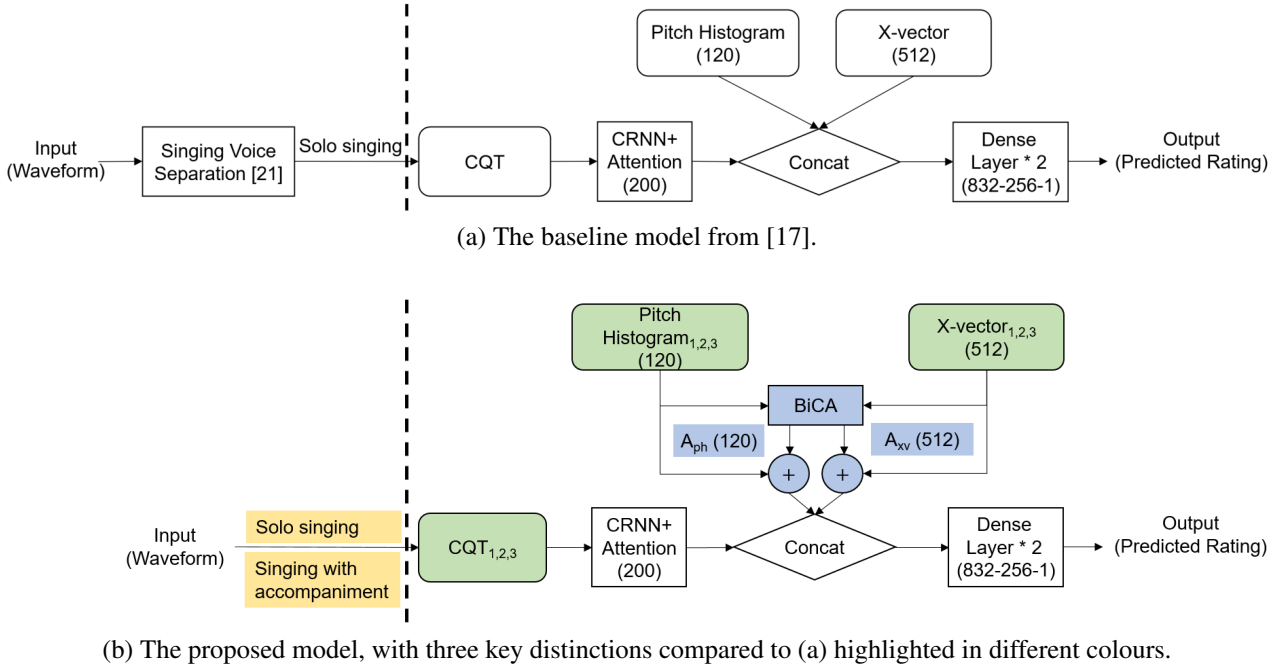 Pitch Histogram
(120)
X-vector
(512)
Input
(Waveform)
Singing Voice
Separation [21]
Solo singing
CQT
CRNN+
Attention
(200)
Concat
Dense
Layer * 2
(832-256-1)
Output
(Predicted Rating)
(a) The baseline model from [17].
Pitch
Histogram1,2,3
(120)
X-vector1,2,3
(512)
BiCA
Aph (120)
Axv (512)
+
+
Input
(Waveform)
Solo singing
Singing with
accompaniment
CQT1,2,3
CRNN+
Attention
(200)
Concat
Dense
Layer * 2
(832-256-1)
Output
(Predicted Rating)
(b) The proposed model, with three key distinctions compared to (a) highlighted in different colours.